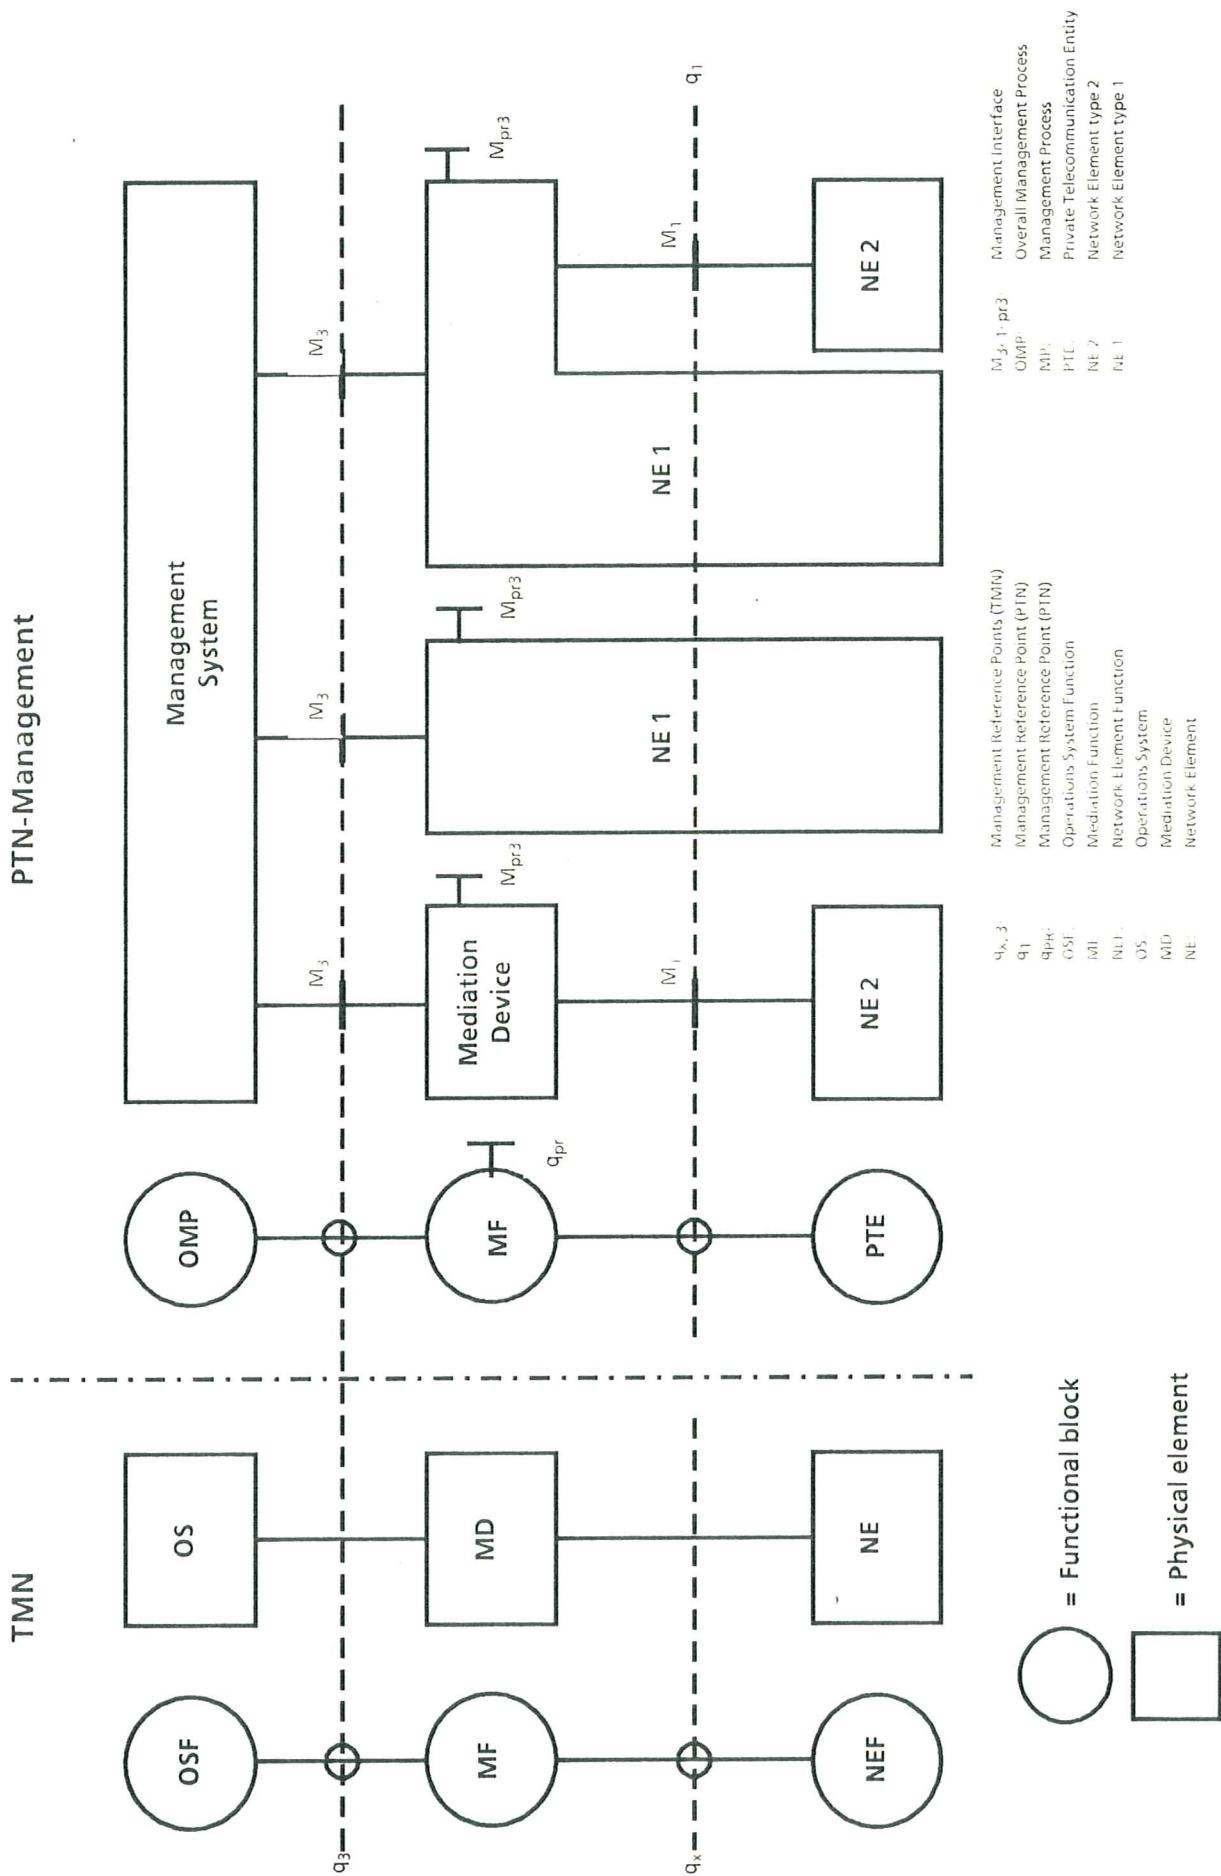 TMN
PTN-Management
OSF
OS
OMP
Management
System
q3
M3
M3
M3
MF
MD
MF
qpr
Mediation
Device
Mpr3
NE 1
Mpr3
NE 1
Mpr3
qx
M1
M1
q1
NEF
NE
PTE
NE 2
NE 2
= Functional block
= Physical element
qx, 3: Management Reference Points (TMN)
q1 Management Reference Point (PTN)
qPR: Management Reference Point (PTN)
OSF: Operations System Function
MF Mediation Function
NEF: Network Element Function
OS: Operations System
MD Mediation Device
NE: Network Element
M3, 1, pr3: Management Interface
OMP: Overall Management Process
MP: Management Process
PTE: Private Telecommunication Entity
NE 2 Network Element type 2
NE 1 Network Element type 1